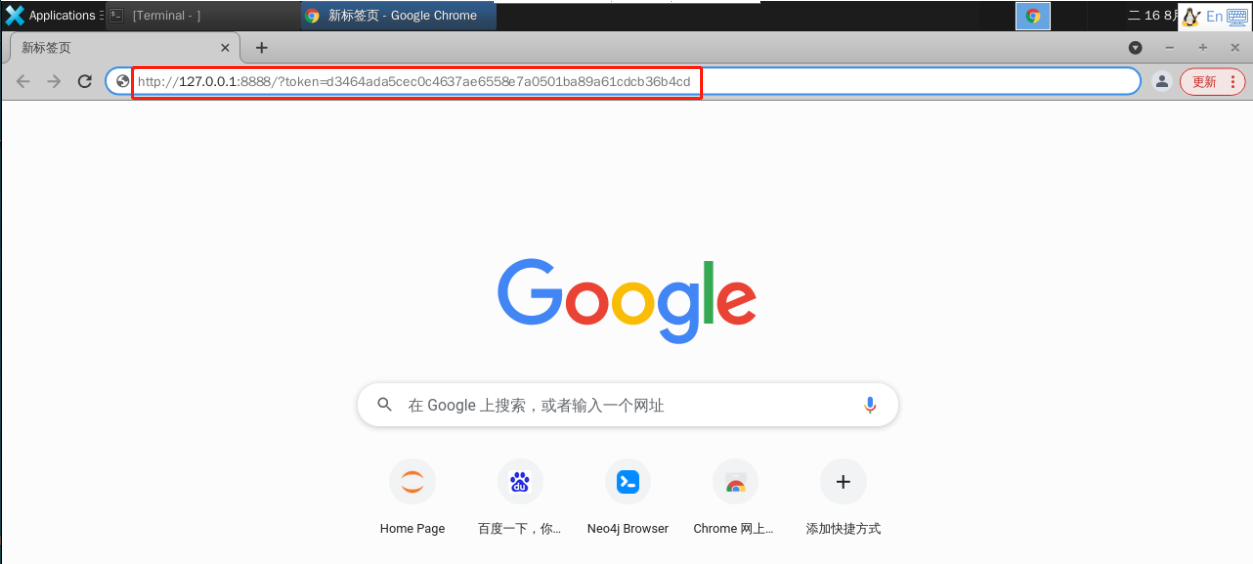 Applications
[Terminal - ]
新标签页 - Google Chrome
二 16 8月
En
新标签页
http://127.0.0.1:8888/?token=d3464ada5cec0c4637ae6558e7a0501ba89a61cdcb36b4cd
更新
Google
在 Google 上搜索，或者输入一个网址
du
Home Page
百度一下，你...
Neo4j Browser
Chrome 网上...
添加快捷方式